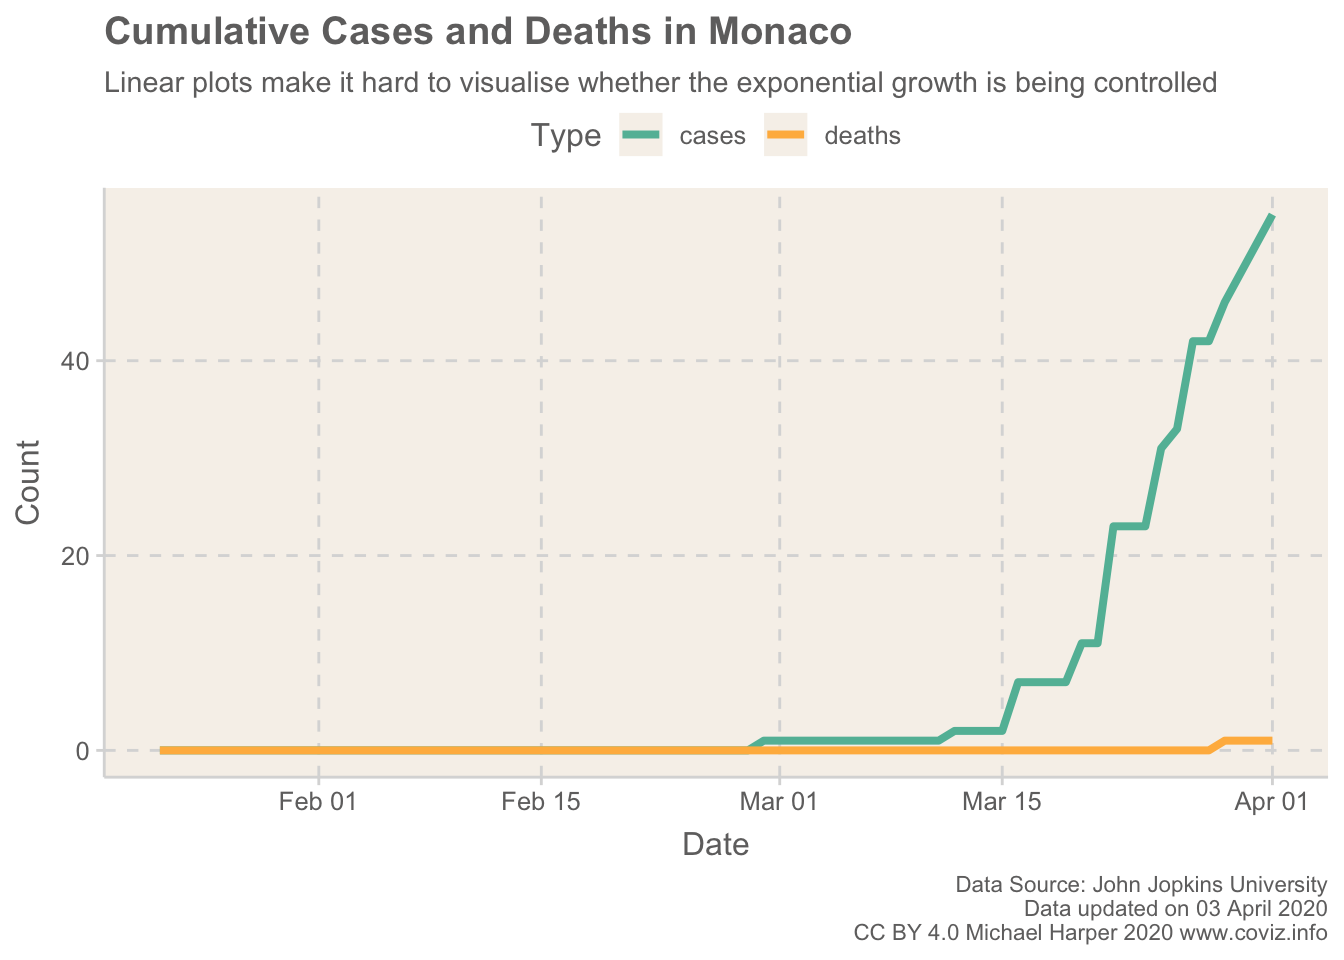 Cumulative Cases and Deaths in Monaco
Linear plots make it hard to visualise whether the exponential growth is being controlled
Type cases deaths
Count
40
20
0
Feb 01 Feb 15 Mar 01 Mar 15 Apr 01
Date
Data Source: John Jopkins University
Data updated on 03 April 2020
CC BY 4.0 Michael Harper 2020 www.coviz.info